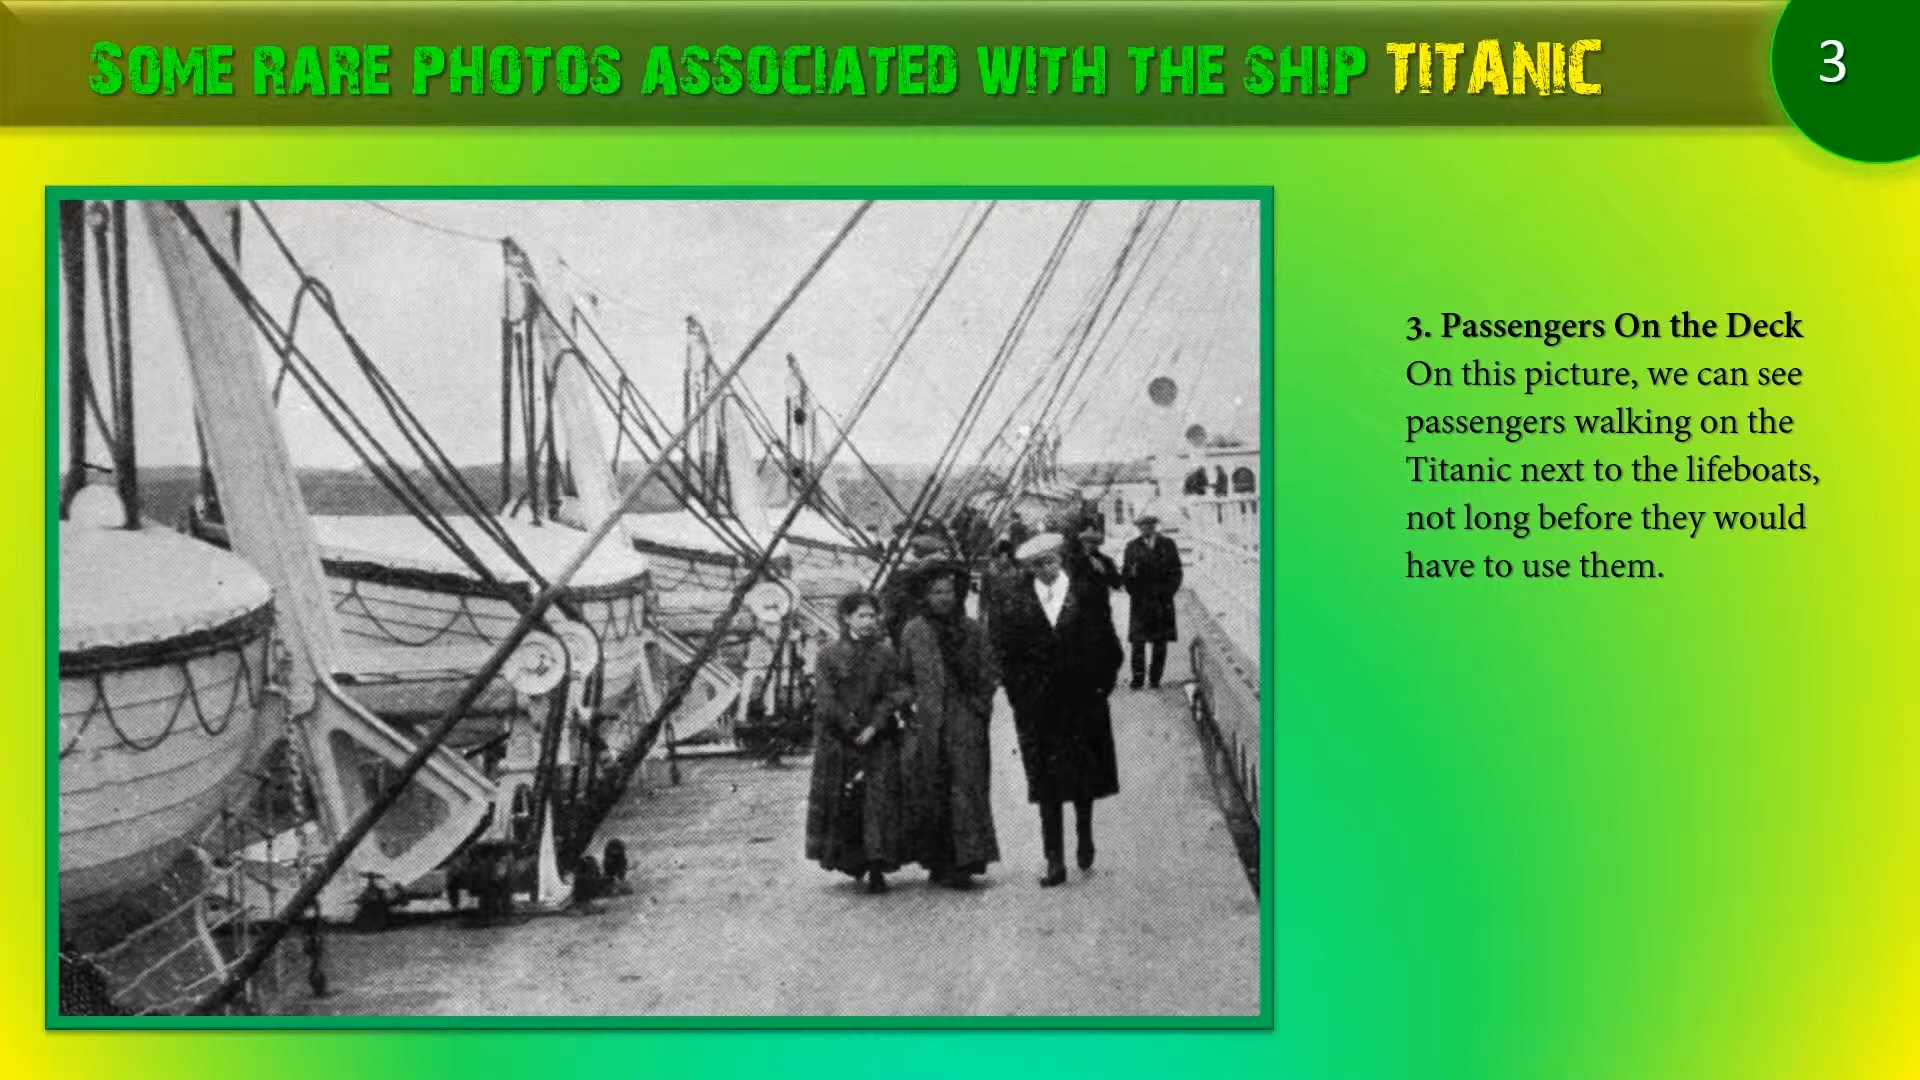 SOME RARE PHOTOS ASSOCIATED WITH THE SHIP TITANIC
3
3. Passengers On the Deck
On this picture, we can see
passengers walking on the
Titanic next to the lifeboats,
not long before they would
have to use them.